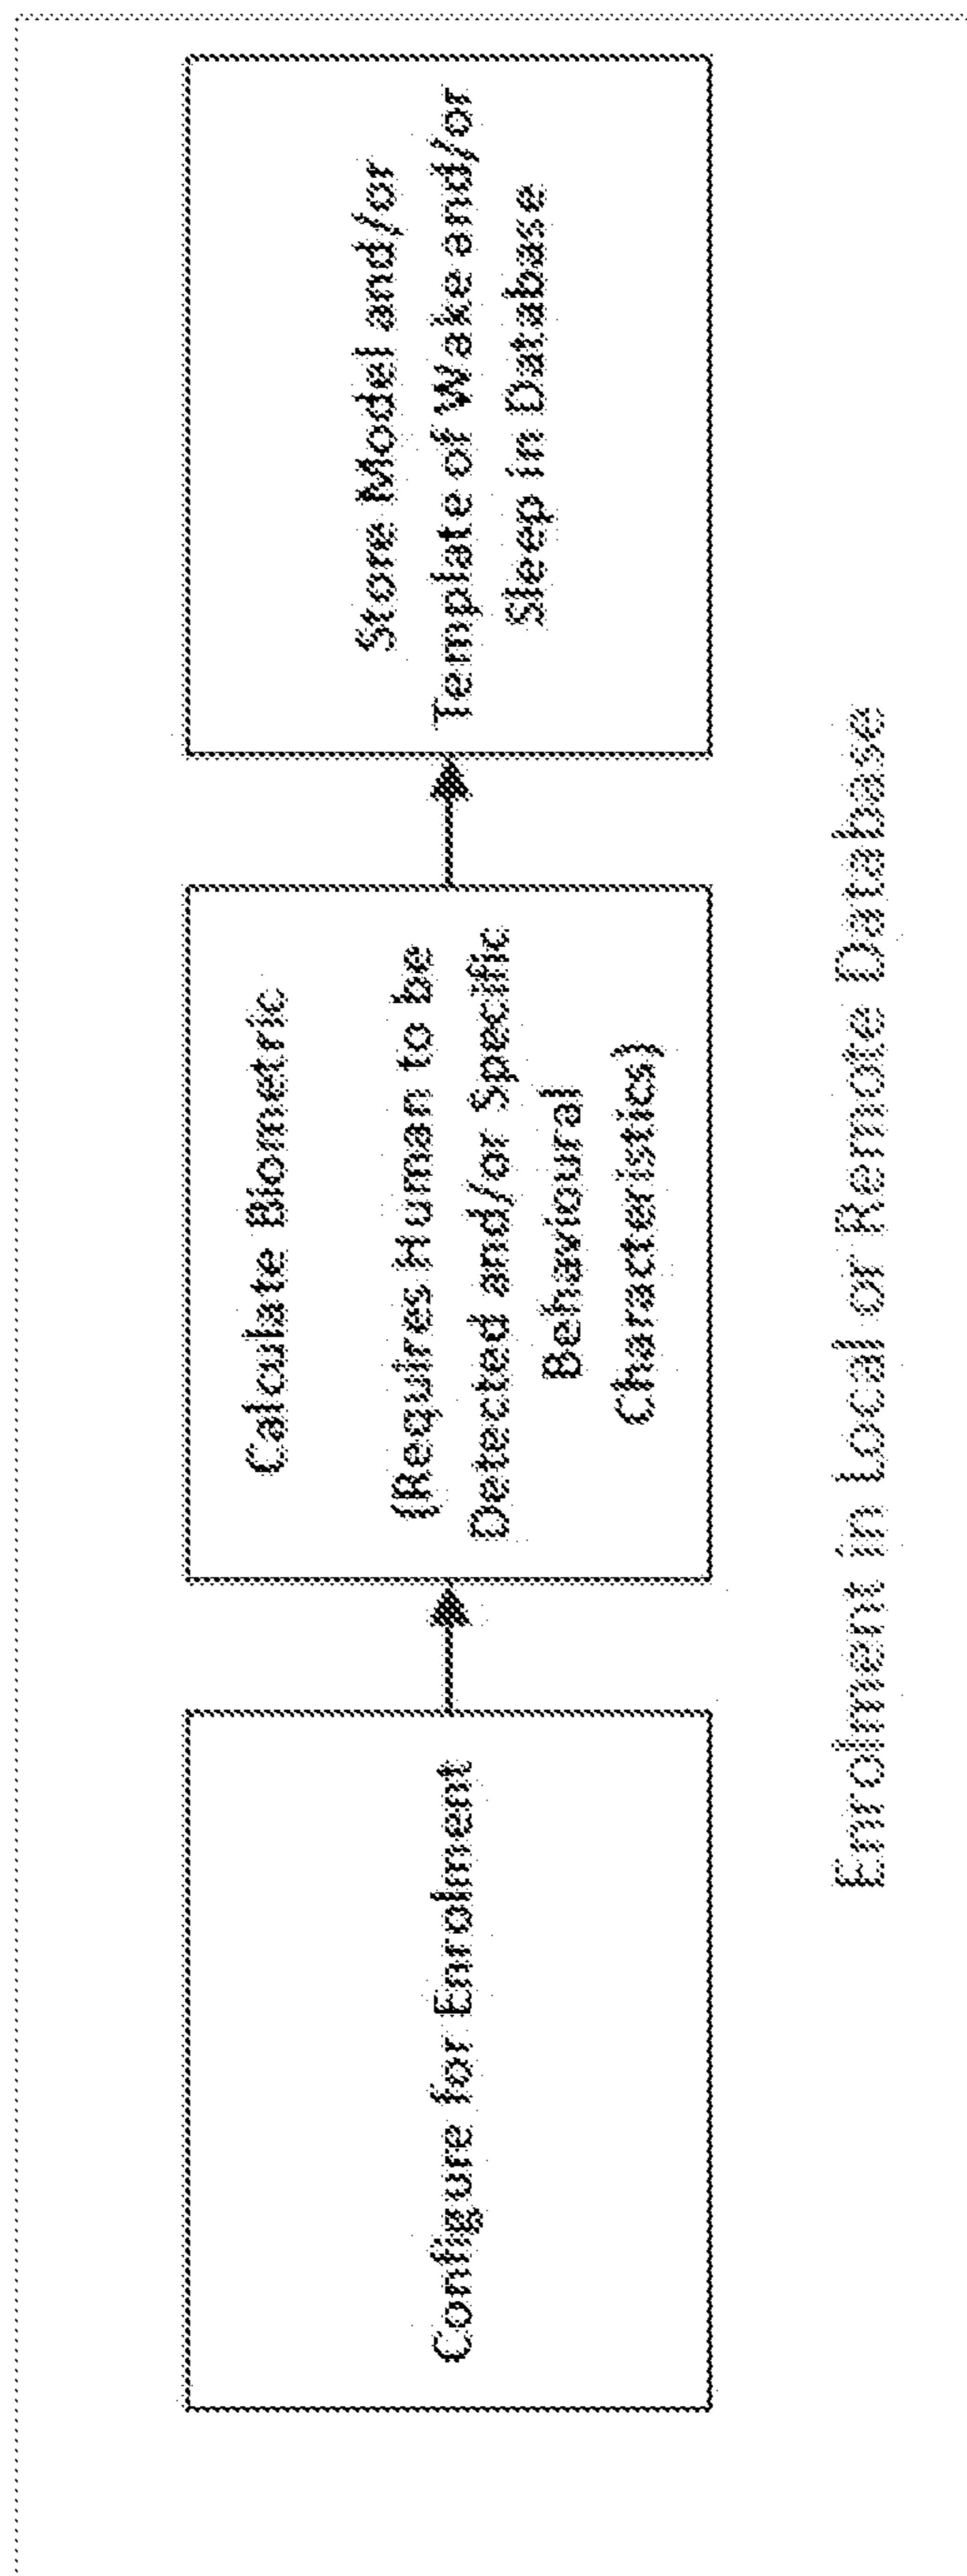 Configure for Enrolment
Calculate Biometric
(Requires Human to be
Detected and/or Specific
Behavioural
Characteristics)
Store Model and/or
Template of Wake and/or
Sleep in Database
Enrolment in Local or Remote Database